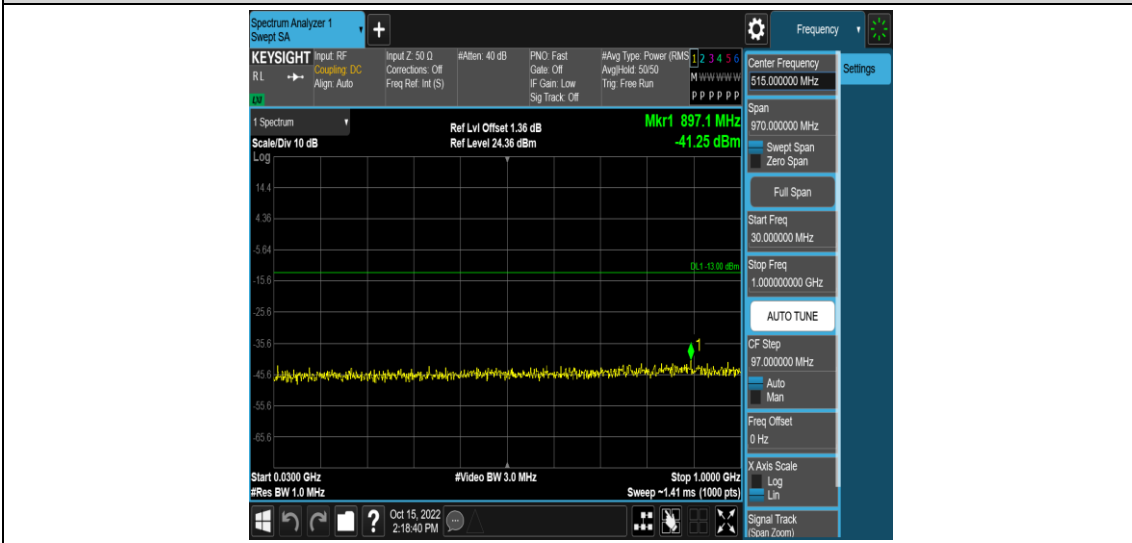 Spectrum Analyzer 1
Swept SA
+
Frequency
KEYSIGHT
RL
LXI
Input: RF
Coupling: DC
Align: Auto
Input Z: 50 Ω
Corrections: Off
Freq Ref: Int (S)
#Atten: 40 dB
PNO: Fast
Gate: Off
IF Gain: Low
Sig Track: Off
#Avg Type: Power (RMS
Avg|Hold: 50/50
Trig: Free Run
1 2 3 4 5 6
M W W W W W
P P P P P P
Center Frequency
515.000000 MHz
Settings
1 Spectrum
Scale/Div 10 dB
Log
Ref Lvl Offset 1.36 dB
Ref Level 24.36 dBm
Mkr1 897.1 MHz
-41.25 dBm
14.4
4.36
-5.64
-15.6
-25.6
-35.6
-45.6
-55.6
-65.6
DL1 -13.00 dBm
1
Start 0.0300 GHz
#Res BW 1.0 MHz
#Video BW 3.0 MHz
Stop 1.0000 GHz
Sweep ~1.41 ms (1000 pts)
Span
970.000000 MHz
Swept Span
Zero Span
Full Span
Start Freq
30.000000 MHz
Stop Freq
1.000000000 GHz
AUTO TUNE
CF Step
97.000000 MHz
Auto
Man
Freq Offset
0 Hz
X Axis Scale
Log
Lin
Signal Track
(Span Zoom)
?
Oct 15, 2022
2:18:40 PM